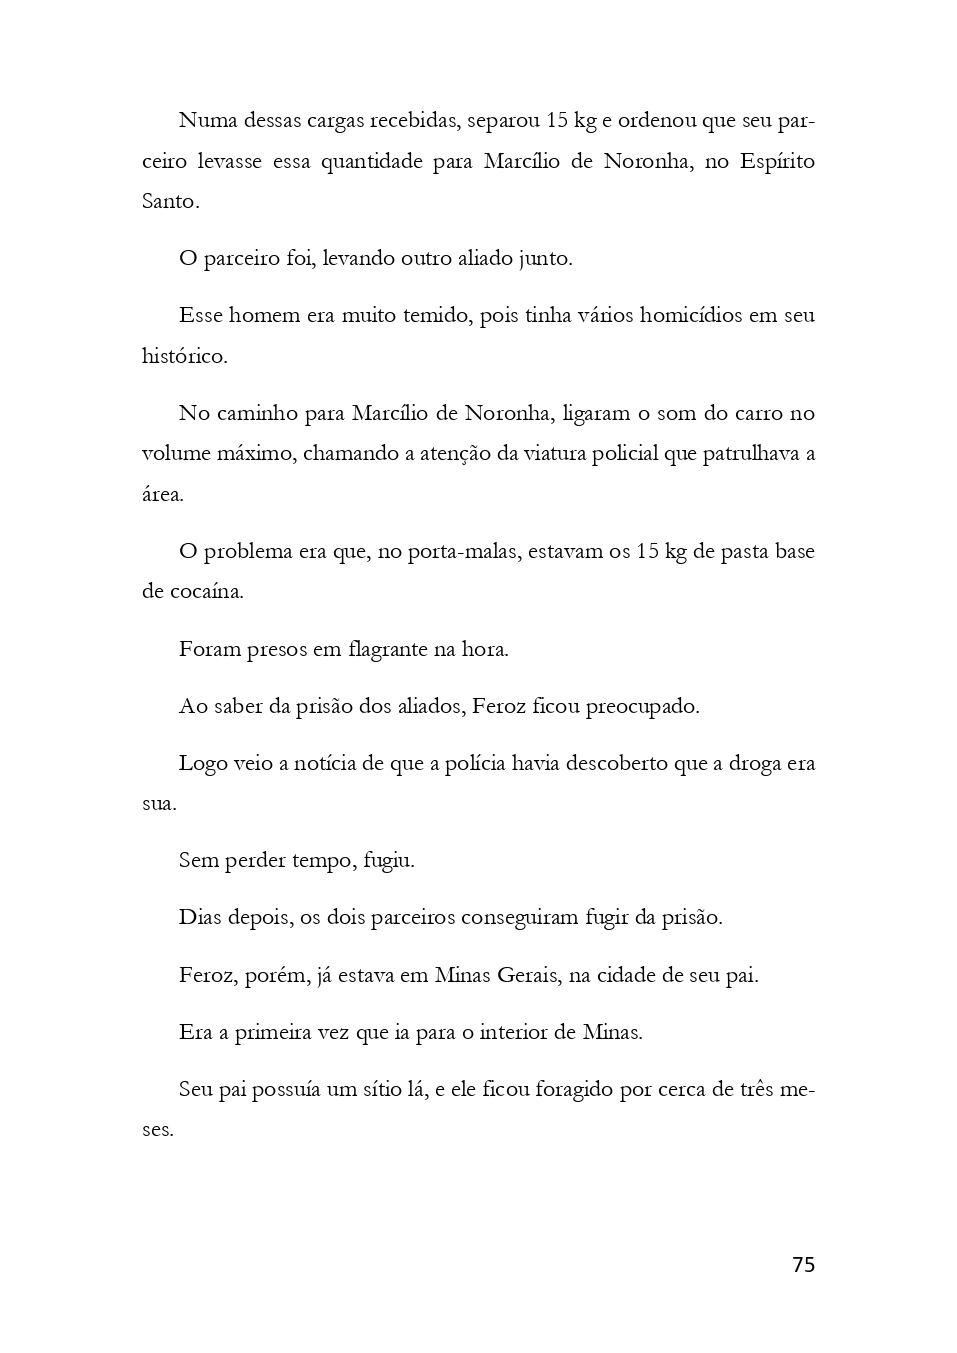 Numa dessas cargas recebidas, separou 15 kg e ordenou que seu par-
ceiro levasse essa quantidade para Marcílio de Noronha, no Espírito
Santo.
O parceiro foi, levando outro aliado junto.
Esse homem era muito temido, pois tinha vários homicídios em seu
histórico.
No caminho para Marcílio de Noronha, ligaram o som do carro no
volume máximo, chamando a atenção da viatura policial que patrulhava a
área.
O problema era que, no porta-malas, estavam os 15 kg de pasta base
de cocaína.
Foram presos em flagrante na hora.
Ao saber da prisão dos aliados, Feroz ficou preocupado.
Logo veio a notícia de que a polícia havia descoberto que a droga era
sua.
Sem perder tempo, fugiu.
Dias depois, os dois parceiros conseguiram fugir da prisão.
Feroz, porém, já estava em Minas Gerais, na cidade de seu pai.
Era a primeira vez que ia para o interior de Minas.
Seu pai possuía um sítio lá, e ele ficou foragido por cerca de três me-
ses.
75